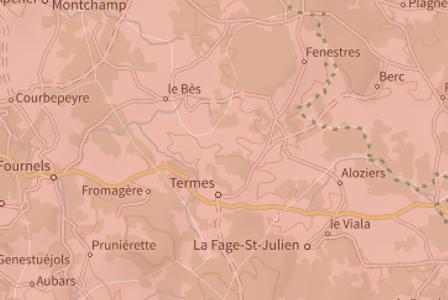 Montchamp
Fenestres
Berc
le Bès
Courbepeyre
Fournels
Fromagère
Termes
Aloziers
le Viala
La Fage-St-Julien
Pruniérette
Genestuéjols
Aubars